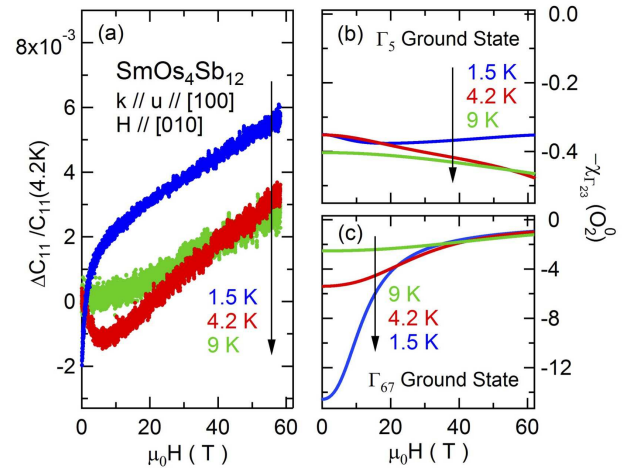 8x10⁻³
6
4
2
0
-2
ΔC₁₁ /C₁₁(4.2K)
(a)
SmOs₄Sb₁₂
k // u // [100]
H // [010]
1.5 K
4.2 K
9 K
0 20 40 60
μ₀H ( T )
(b)
Γ₅ Ground State
1.5 K
4.2 K
9 K
-0.0
-0.2
-0.4
(c)
9 K
4.2 K
1.5 K
Γ₆₇ Ground State
-0
-4
-8
-12
−χΓ₂₃ (O₂⁰)
0 20 40 60
μ₀H ( T )